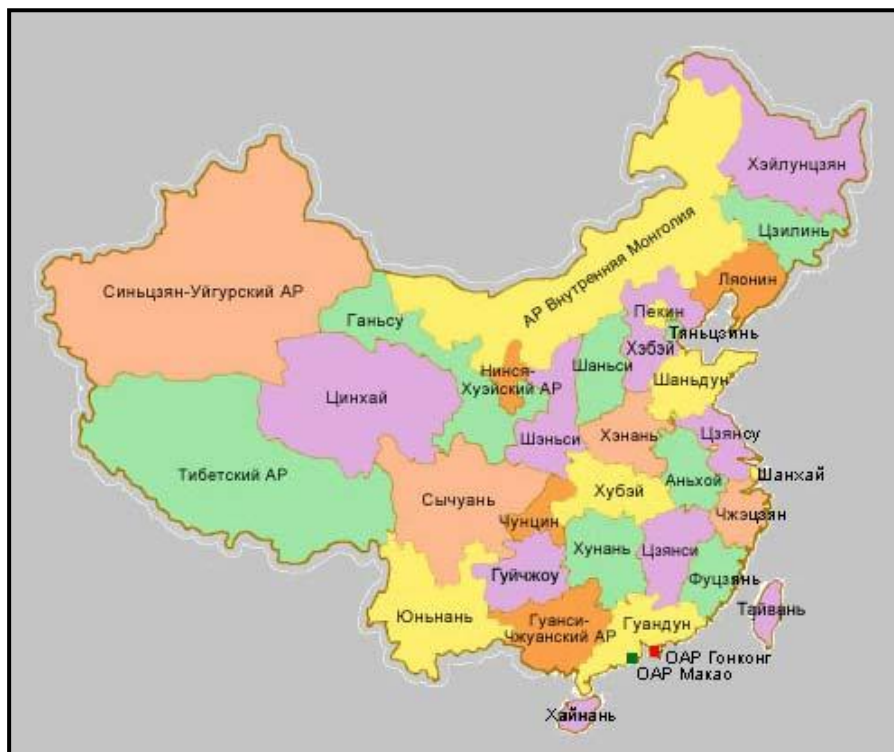 Хэйлунцзян
Цзилинь
Ляонин
АР Внутренняя Монголия
Синьцзян-Уйгурский АР
Ганьсу
Пекин
Тяньцзинь
Хэбэй
Шаньси
Шаньдун
Нинся-
Хуэйский АР
Цинхай
Шэньси
Хэнань
Цзянсу
Тибетский АР
Сычуань
Хубэй
Аньхой
Шанхай
Чунцин
Чжэцзян
Хунань
Цзянси
Гуйчжоу
Фуцзянь
Юньнань
Гуанси-
Чжуанский АР
Гуандун
Тайвань
ОАР Гонконг
ОАР Макао
Хайнань